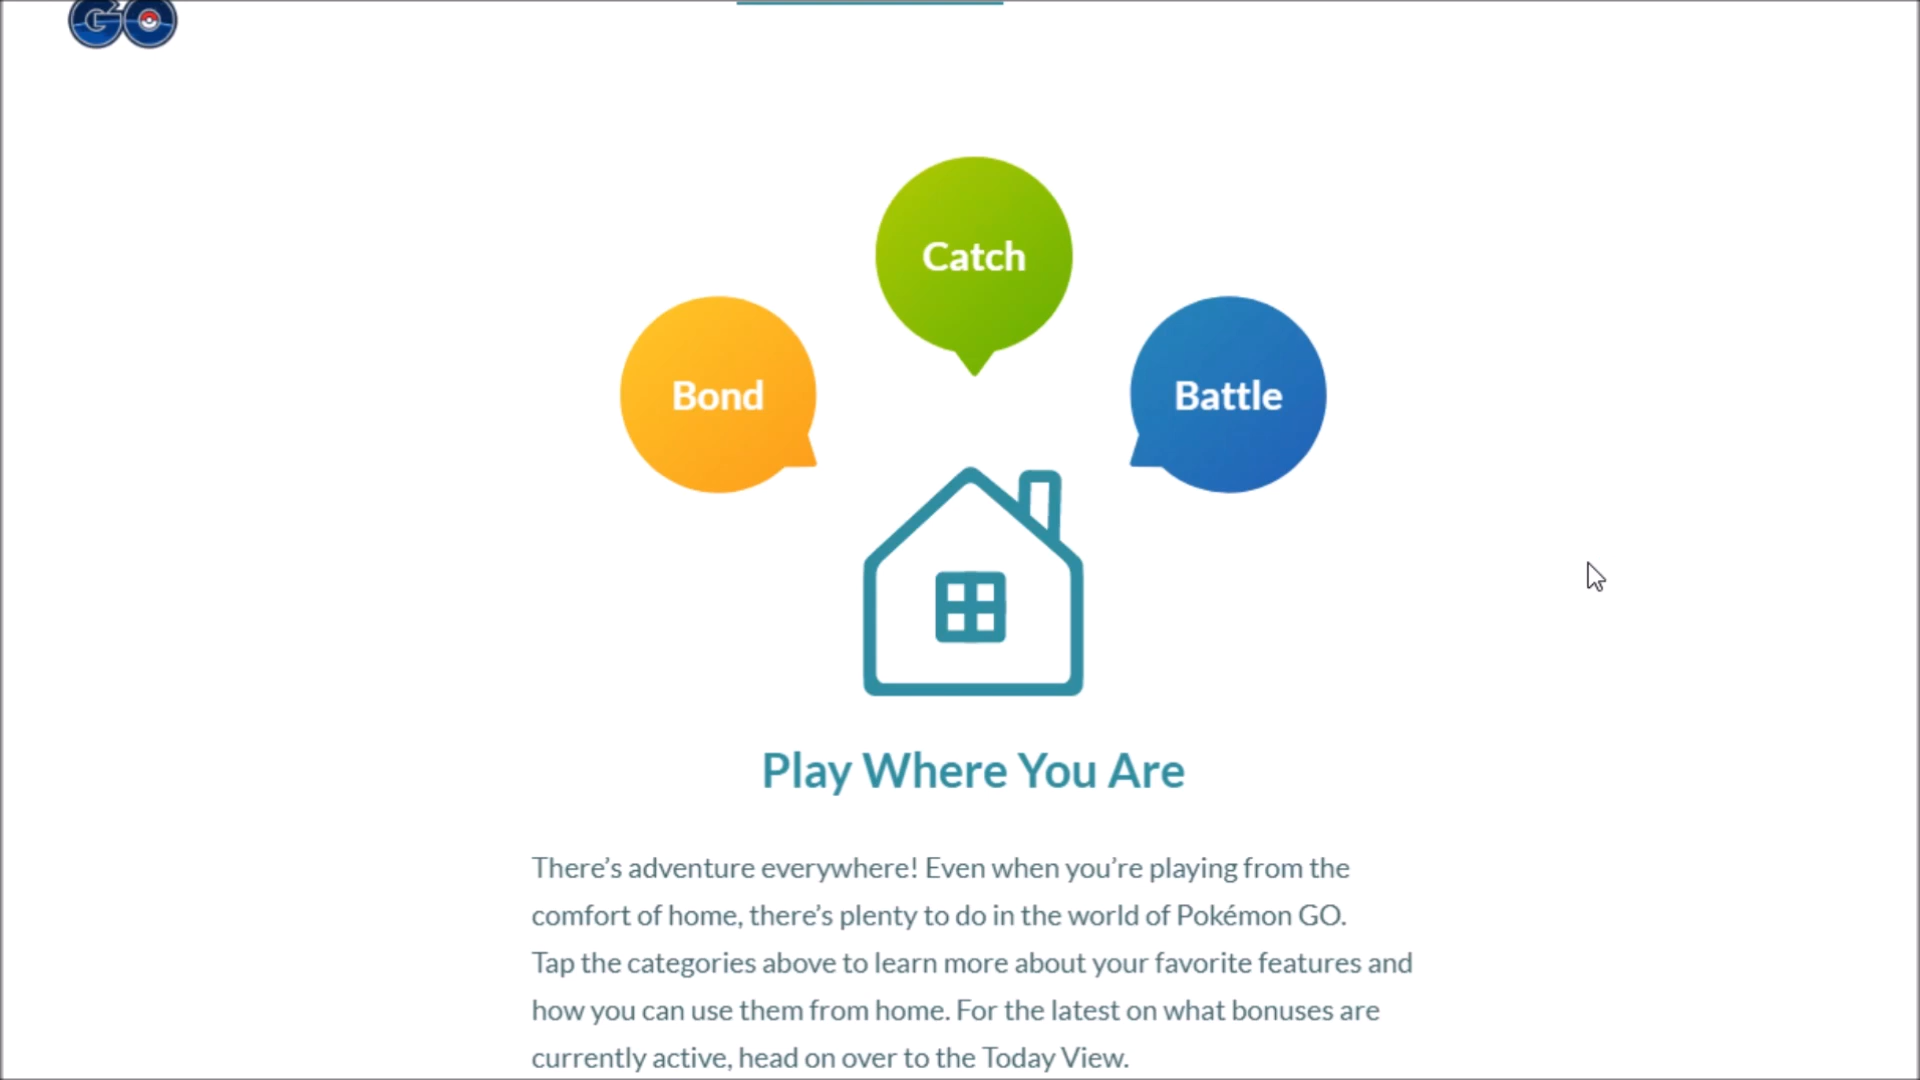 GO
Catch
Bond
Battle
Play Where You Are
There’s adventure everywhere! Even when you’re playing from the
comfort of home, there’s plenty to do in the world of Pokémon GO.
Tap the categories above to learn more about your favorite features and
how you can use them from home. For the latest on what bonuses are
currently active, head on over to the Today View.